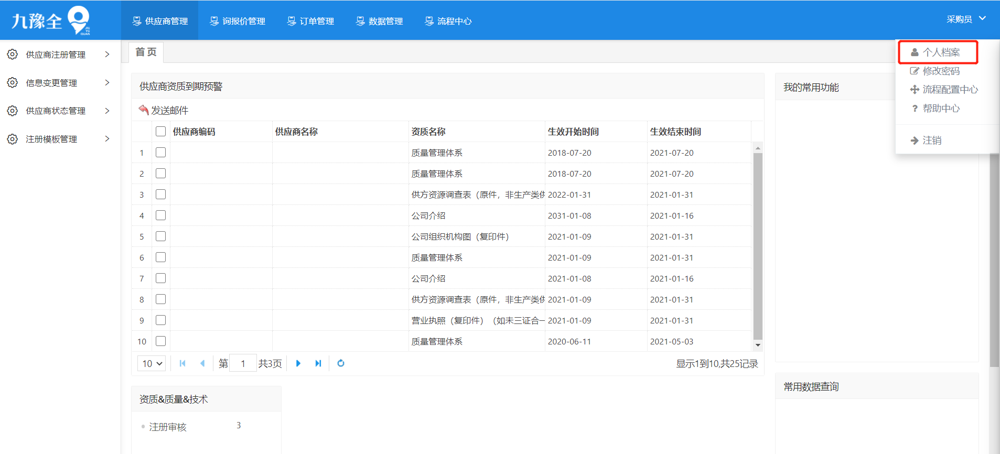 九豫全
JIU
YU
QUAN
供应商管理
询报价管理
订单管理
数据管理
流程中心
采购员
供应商注册管理
信息变更管理
供应商状态管理
注册模板管理
首页
个人档案
修改密码
流程配置中心
帮助中心
注销
供应商资质到期预警
发送邮件
供应商编码 供应商名称 资质名称 生效开始时间 生效结束时间
1 质量管理体系 2018-07-20 2021-07-20
2 质量管理体系 2018-07-20 2021-07-20
3 供方资源调查表（原件，非生产类供 2022-01-31 2021-01-31
4 公司介绍 2031-01-08 2021-01-16
5 公司组织机构图（复印件） 2021-01-09 2021-01-31
6 质量管理体系 2021-01-09 2021-01-31
7 公司介绍 2021-01-08 2021-01-16
8 供方资源调查表（原件，非生产类供 2021-01-09 2021-01-31
9 营业执照（复印件）（如未三证合一 2021-01-09 2021-01-31
10 质量管理体系 2020-06-11 2021-05-03
10 第 1 共3页 显示1到10,共25记录
我的常用功能
资质&质量&技术
注册审核 3
常用数据查询